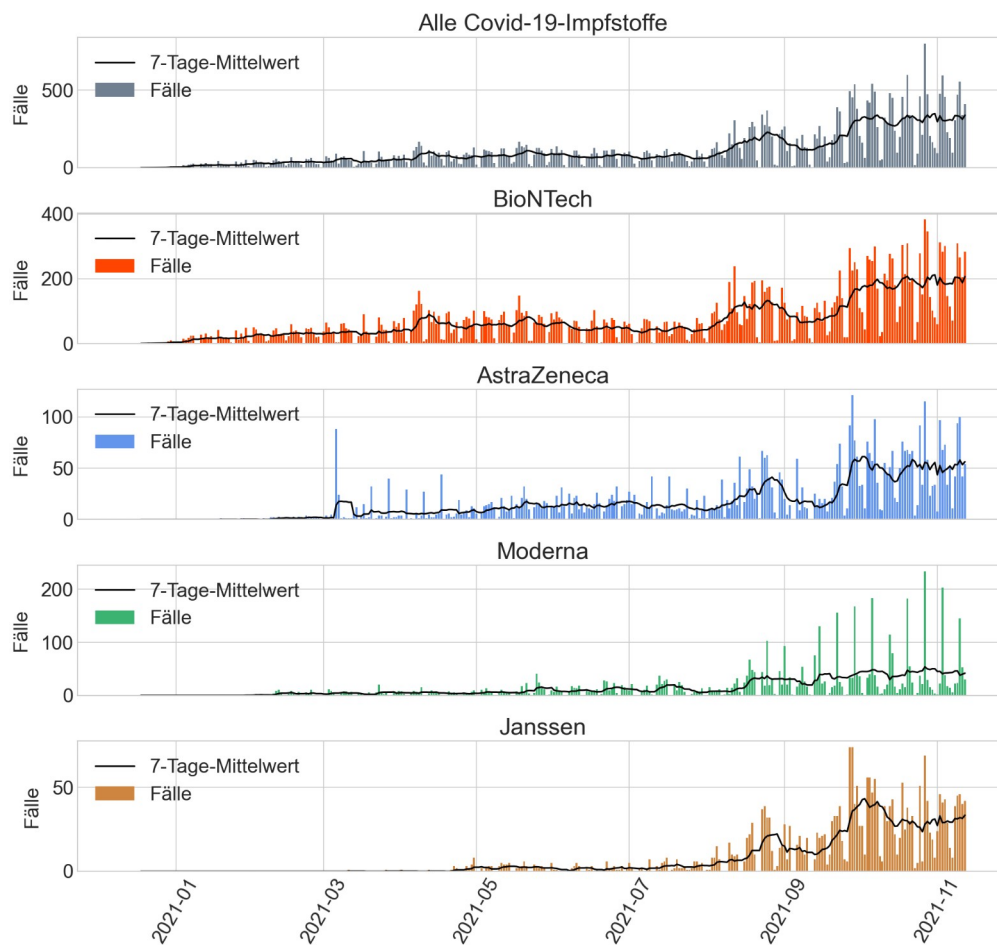 Alle Covid-19-Impfstoffe
7-Tage-Mittelwert
Fälle
Fälle
500
0
BioNTech
7-Tage-Mittelwert
Fälle
Fälle
400
200
0
AstraZeneca
7-Tage-Mittelwert
Fälle
Fälle
100
50
0
Moderna
7-Tage-Mittelwert
Fälle
Fälle
200
100
0
Janssen
7-Tage-Mittelwert
Fälle
Fälle
50
0
2021-01
2021-03
2021-05
2021-07
2021-09
2021-11